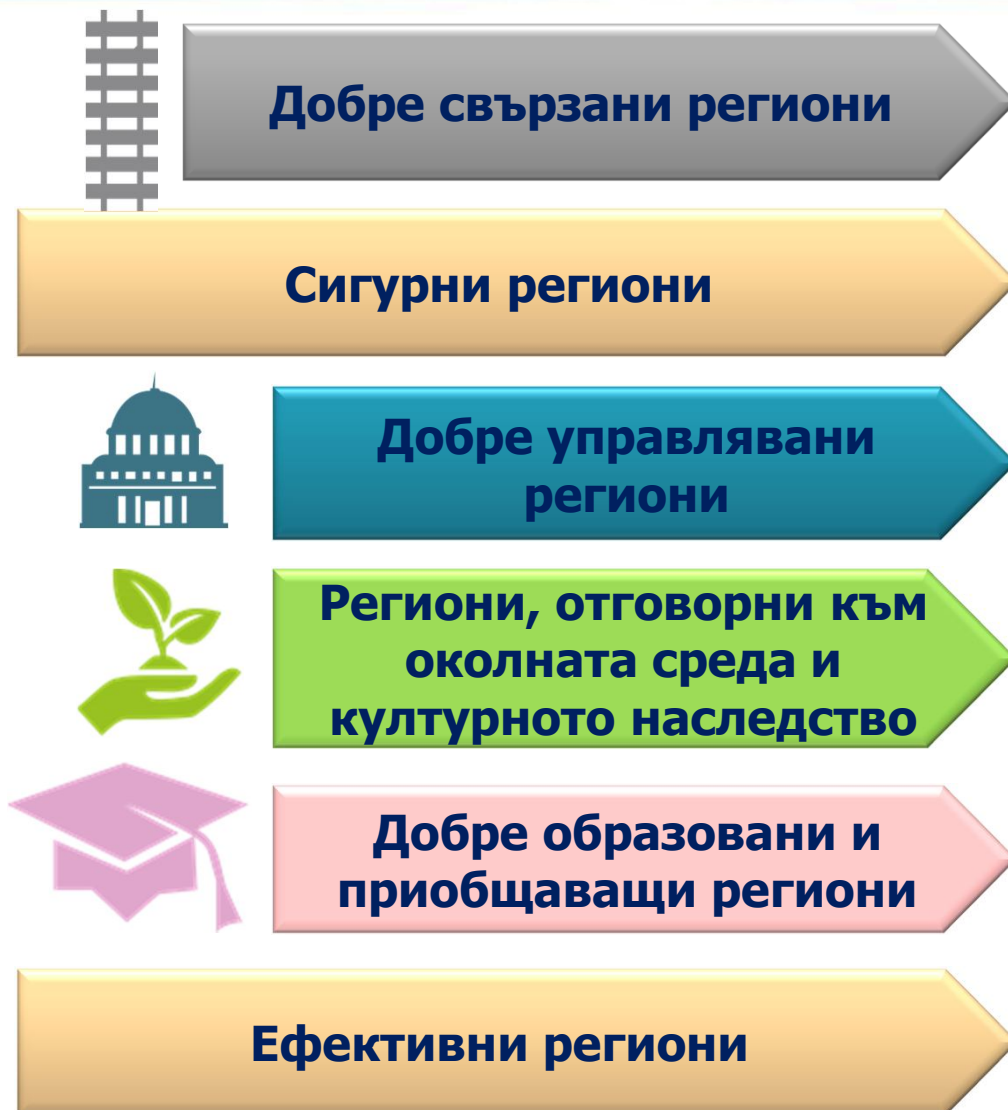 Добре свързани региони
Сигурни региони
Добре управлявани
региони
Региони, отговорни към
околната среда и
културното наследство
Добре образовани и
приобщаващи региони
Ефективни региони